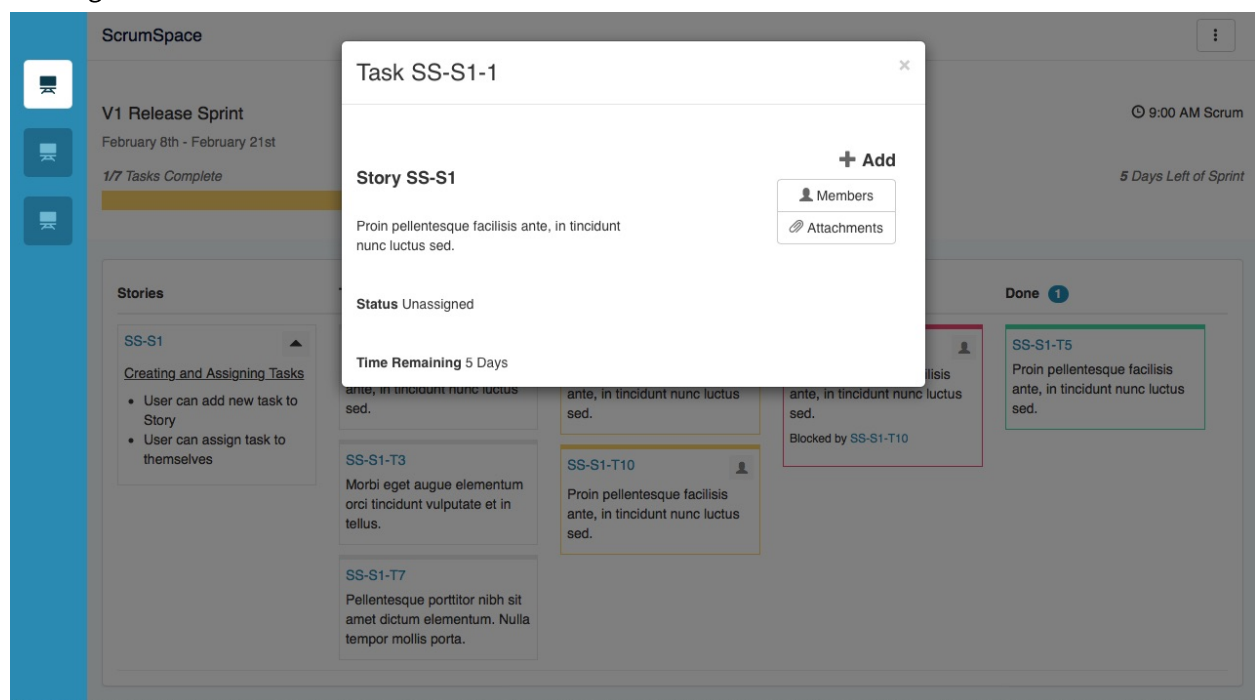 ScrumSpace
Task SS-S1-1
×
V1 Release Sprint
9:00 AM Scrum
February 8th - February 21st
1/7 Tasks Complete
5 Days Left of Sprint
Story SS-S1
Add
Members
Attachments
Proin pellentesque facilisis ante, in tincidunt
nunc luctus sed.
Status Unassigned
Time Remaining 5 Days
Stories
Done 1
SS-S1
Creating and Assigning Tasks
• User can add new task to
Story
• User can assign task to
themselves
ante, in tincidunt nunc luctus
sed.
SS-S1-T3
Morbi eget augue elementum
orci tincidunt vulputate et in
tellus.
SS-S1-T7
Pellentesque porttitor nibh sit
amet dictum elementum. Nulla
tempor mollis porta.
ante, in tincidunt nunc luctus
sed.
SS-S1-T10
Proin pellentesque facilisis
ante, in tincidunt nunc luctus
sed.
ante, in tincidunt nunc luctus
sed.
Blocked by SS-S1-T10
SS-S1-T5
Proin pellentesque facilisis
ante, in tincidunt nunc luctus
sed.